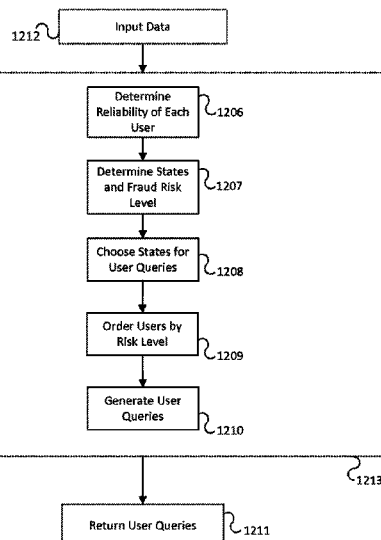 1212
Input Data
Determine
Reliability of Each
User
1206
Determine States
and Fraud Risk
Level
1207
Choose States for
User Queries
1208
Order Users by
Risk Level
1209
Generate User
Queries
1210
1213
Return User Queries
1211